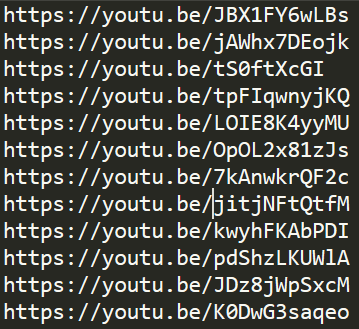 https://youtu.be/JBX1FY6wLBs
https://youtu.be/jAWhx7DEojk
https://youtu.be/tS0ftXcGI
https://youtu.be/tpFIqwnyjKQ
https://youtu.be/LOIE8K4yyMU
https://youtu.be/OpOL2x81zJs
https://youtu.be/7kAnwkrQF2c
https://youtu.be/jitjNFtQtfM
https://youtu.be/kwyhFKAbPDI
https://youtu.be/pdShzLKUWlA
https://youtu.be/JDz8jWpSxcM
https://youtu.be/K0DwG3saqeo